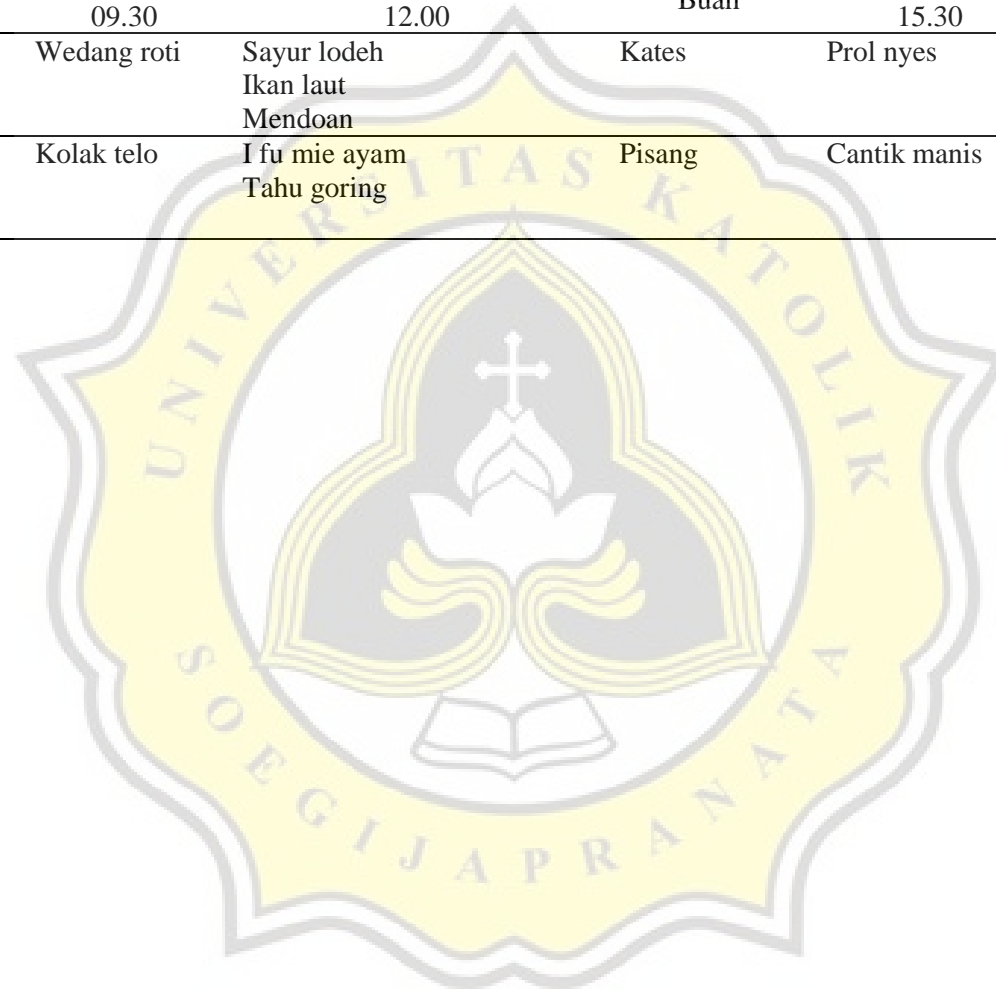 Buah
09.30 12.00 15.30
Wedang roti Sayur lodeh Kates Prol nyes
Ikan laut
Mendoan
Kolak telo I fu mie ayam Pisang Cantik manis
Tahu goring
UNIVERSITAS KATOLIK
SOEGIJAPRANATA